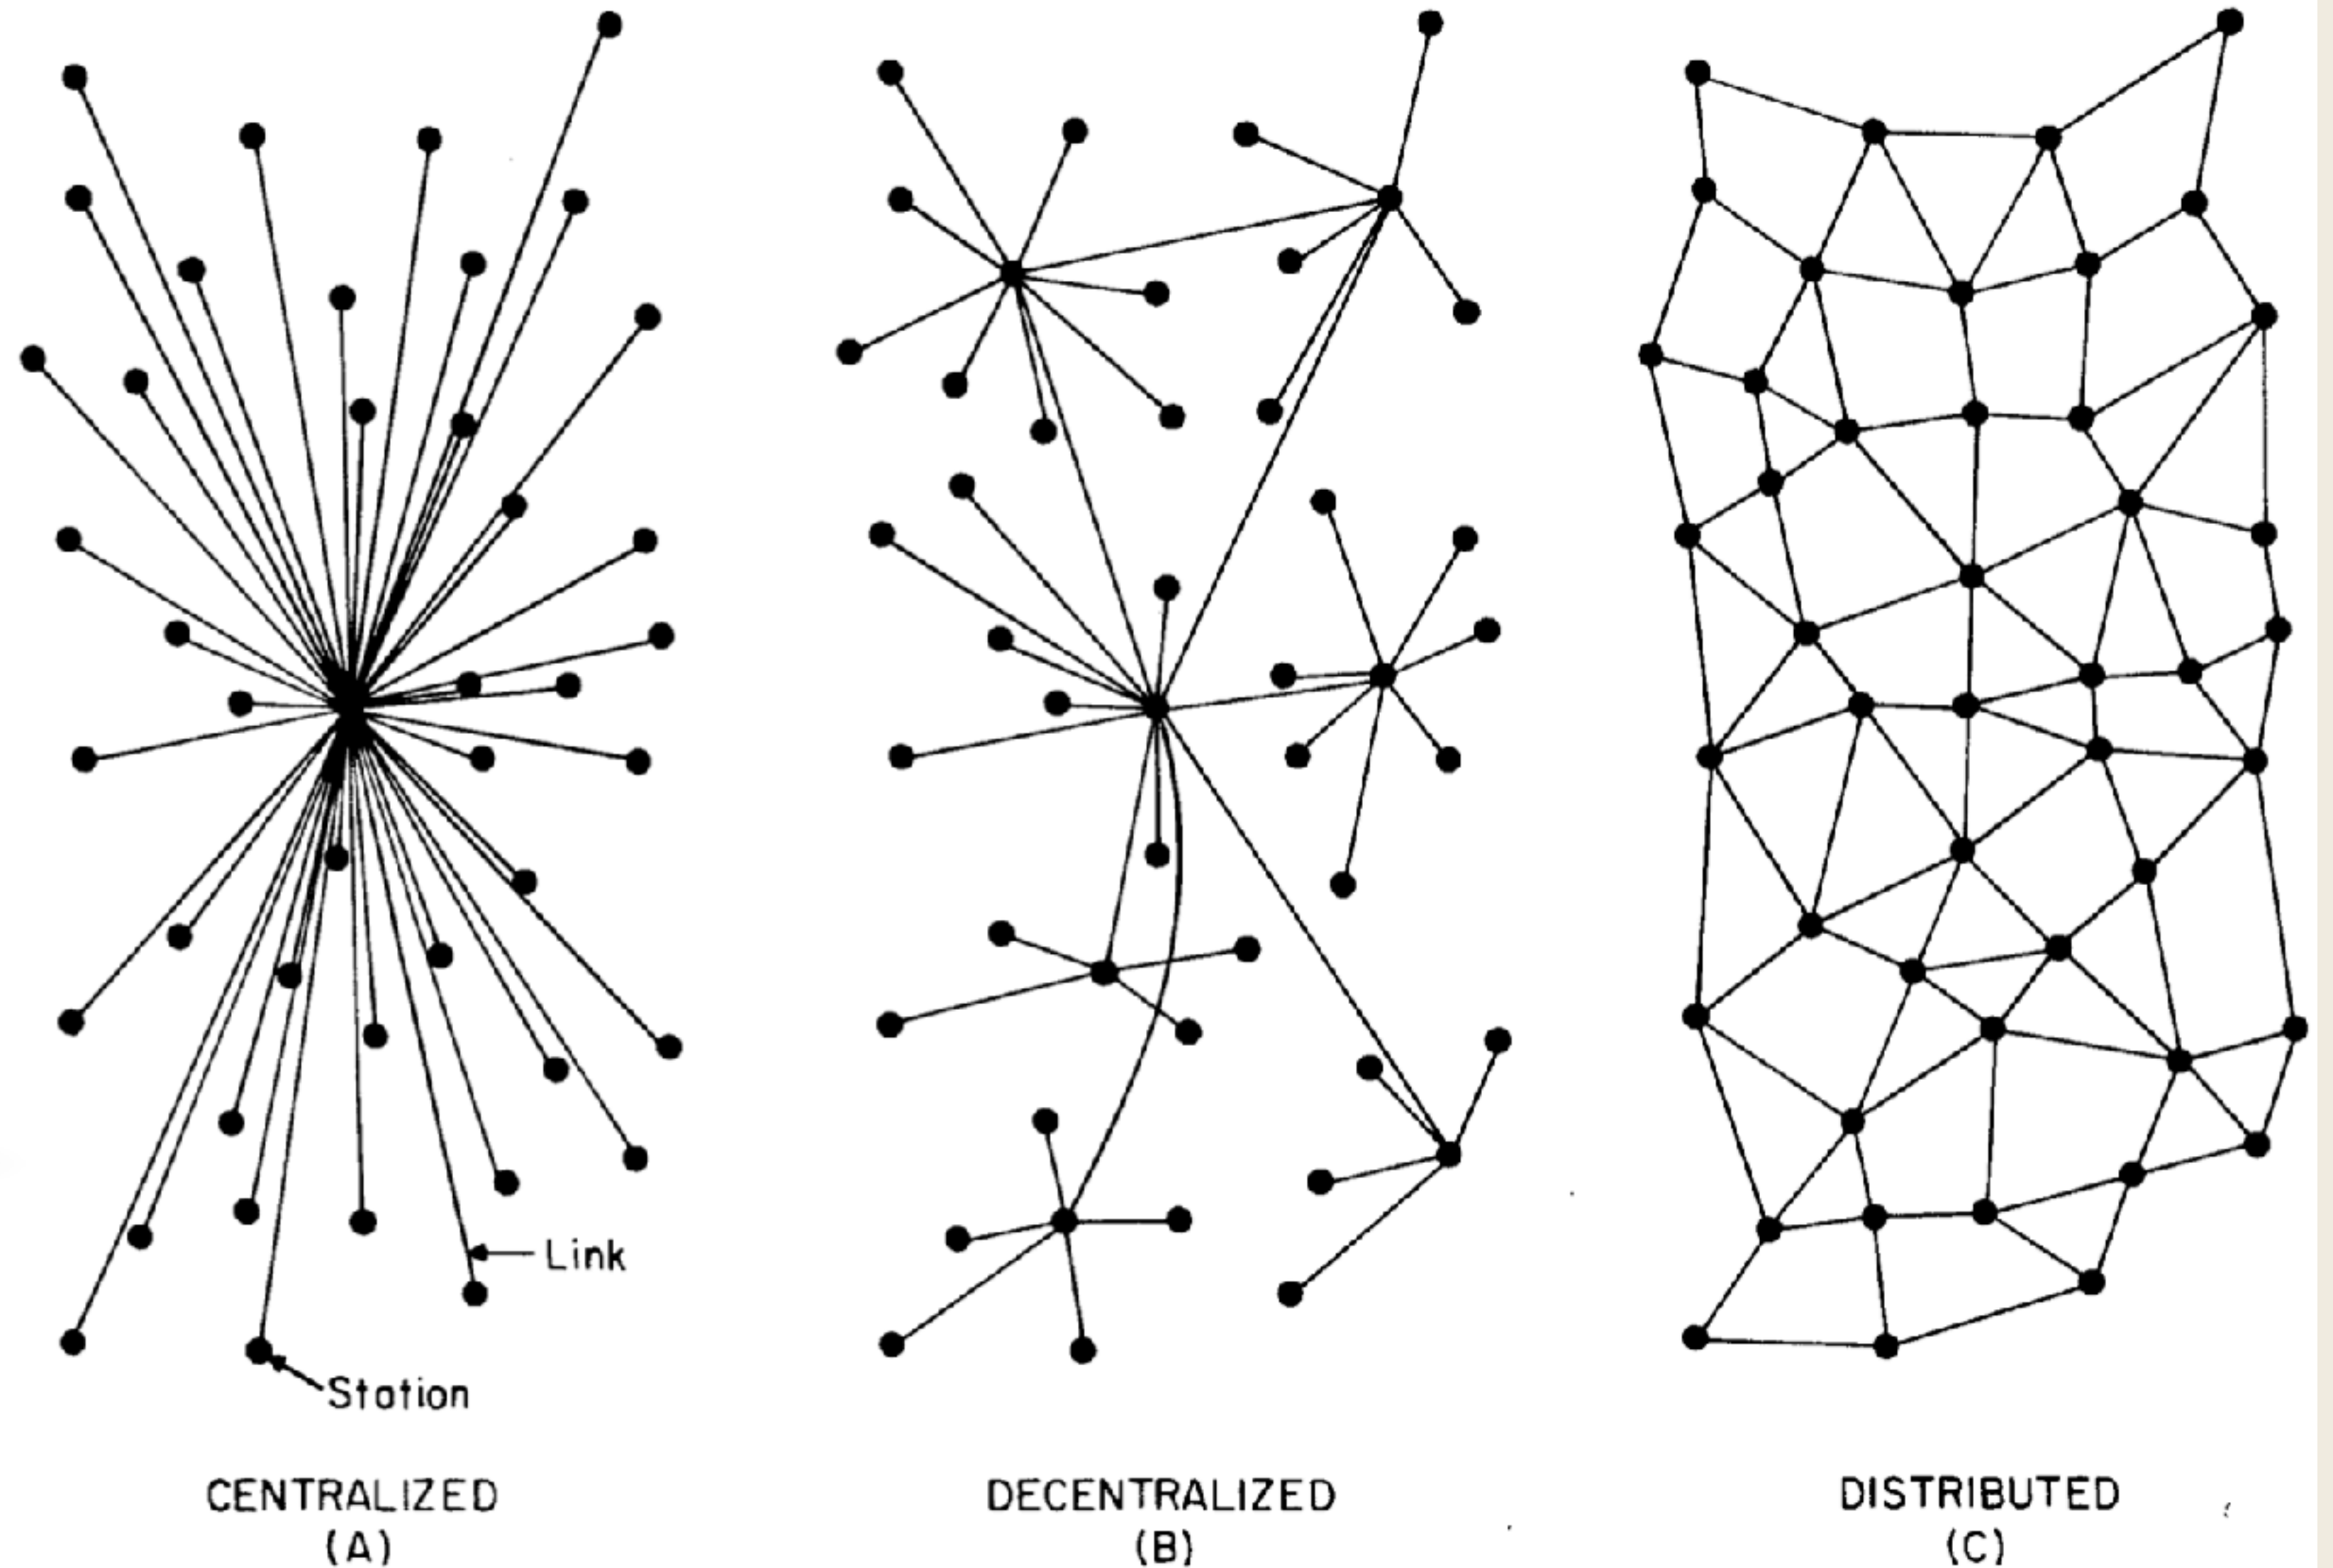 Link
Station
CENTRALIZED
(A)
DECENTRALIZED
(B)
DISTRIBUTED
(C)